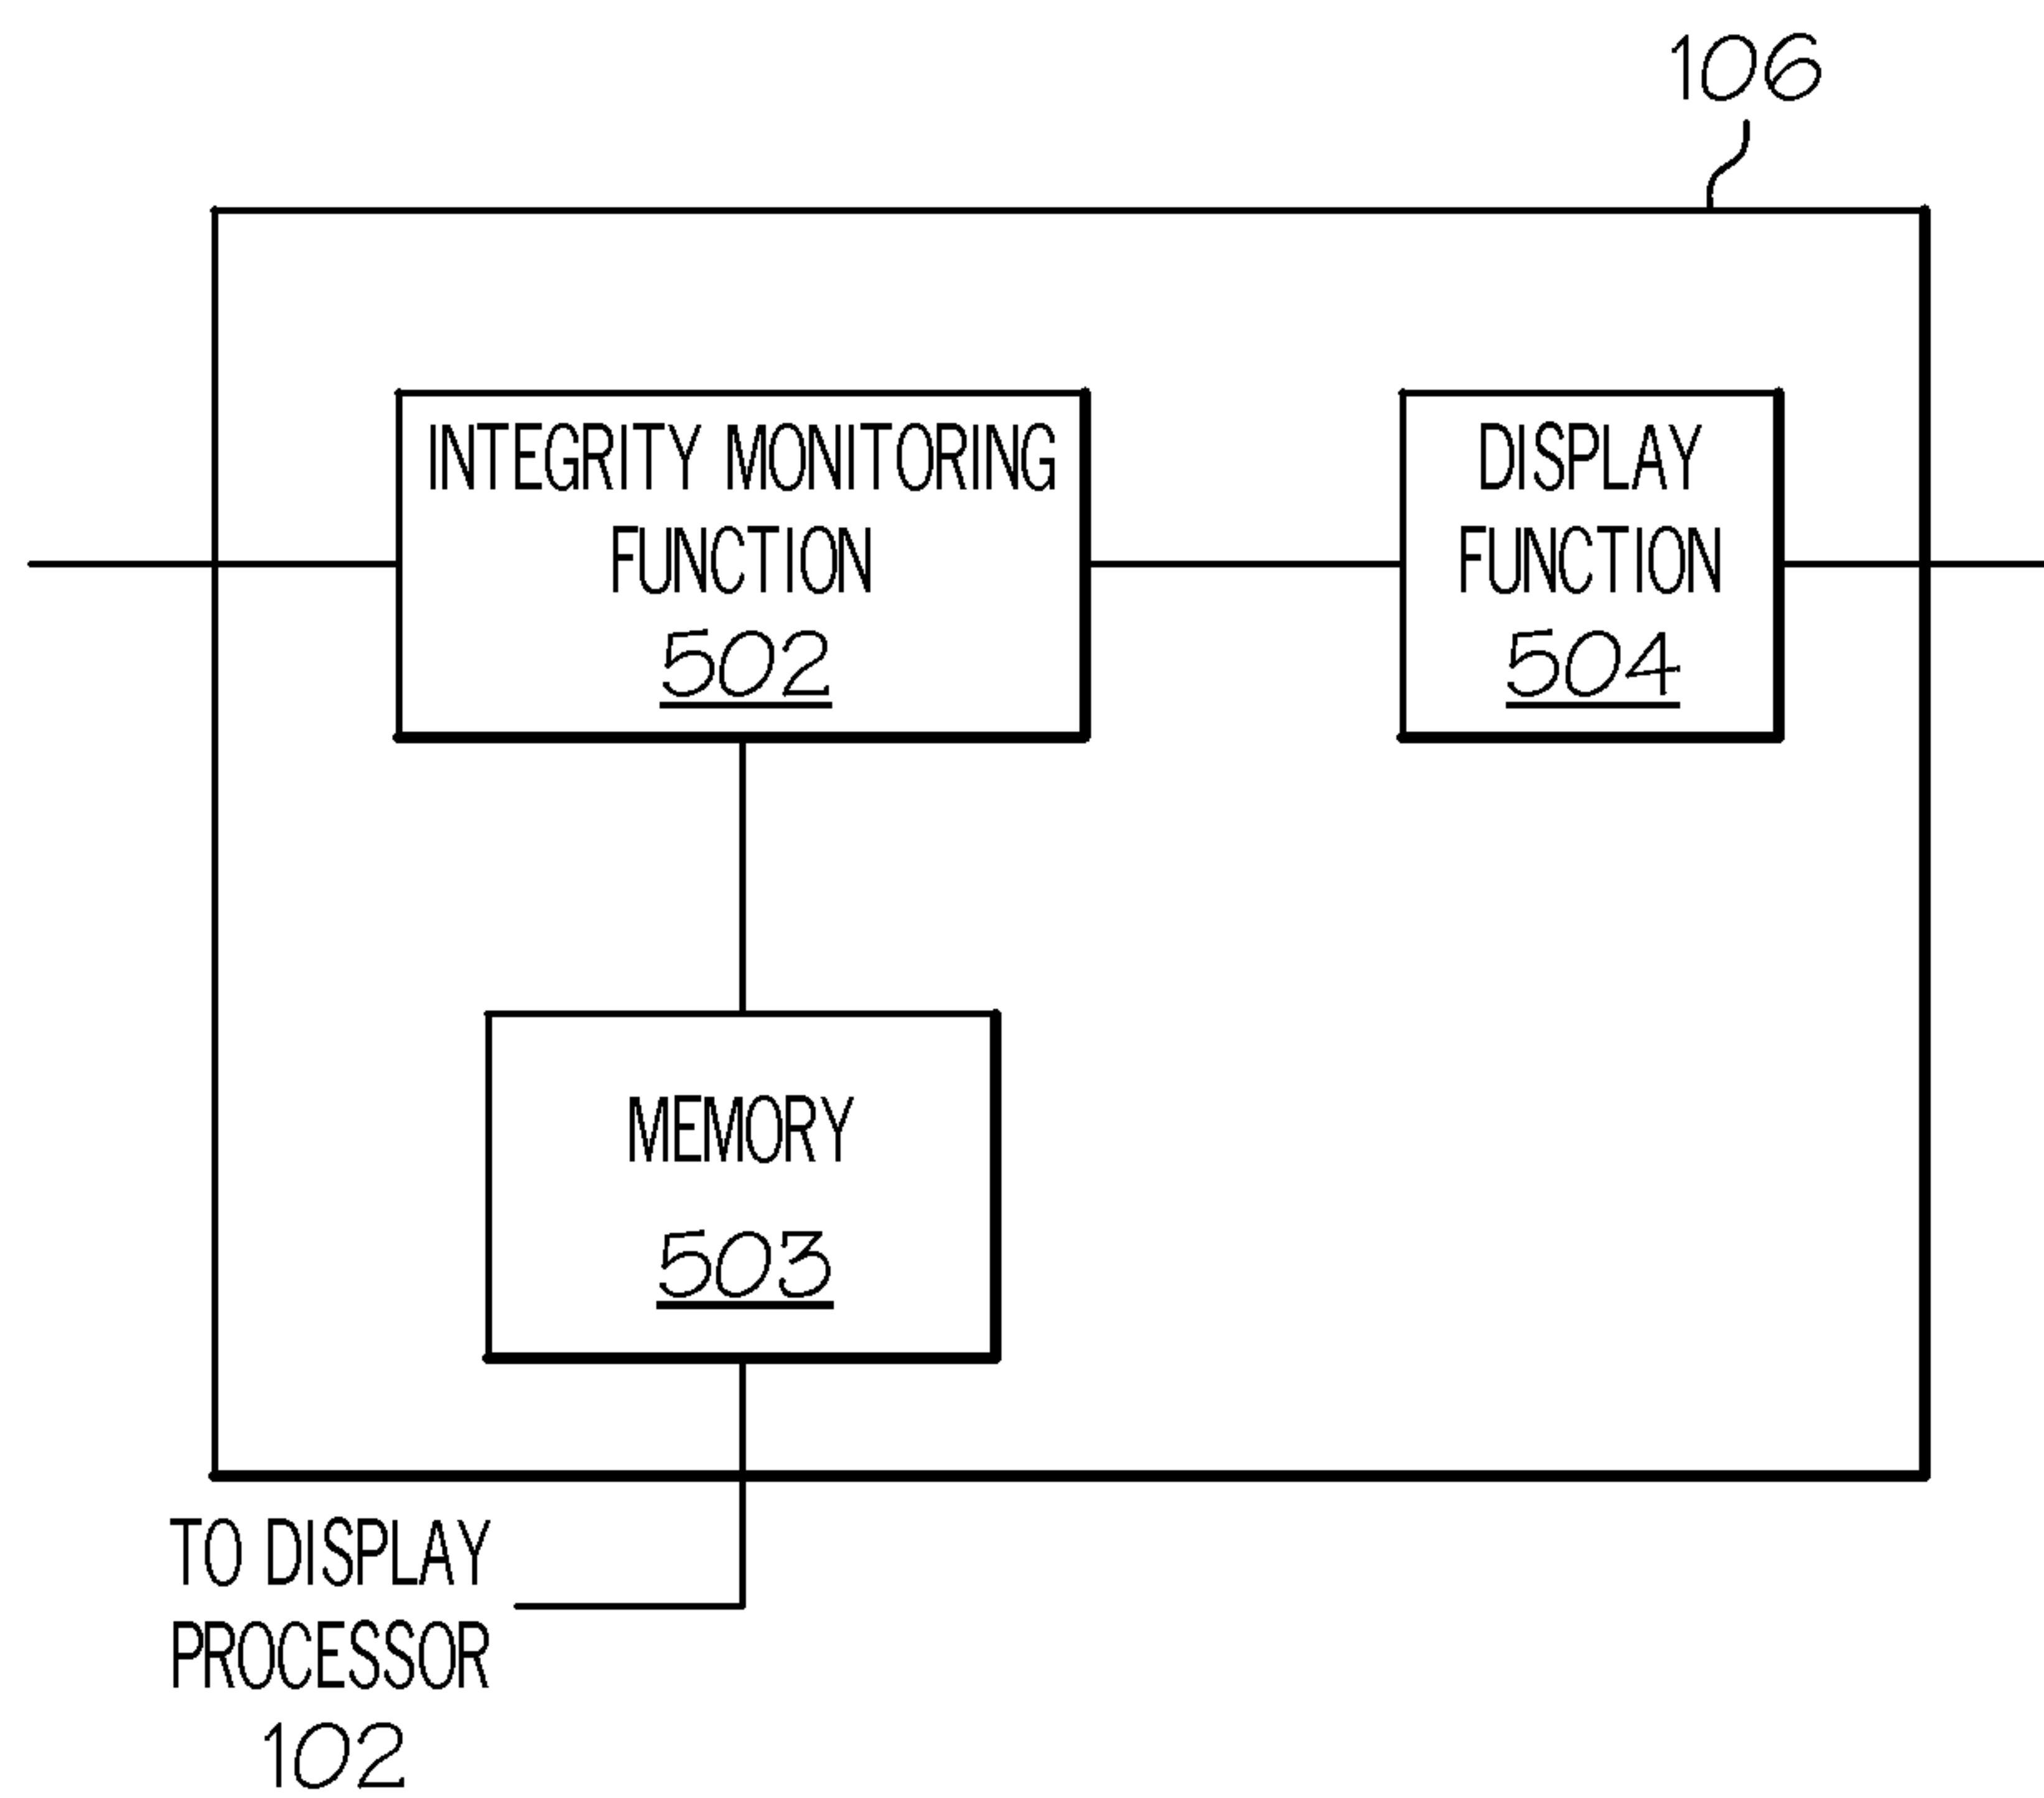 106
INTEGRITY MONITORING
FUNCTION
502
DISPLAY
FUNCTION
504
MEMORY
503
TO DISPLAY
PROCESSOR
102